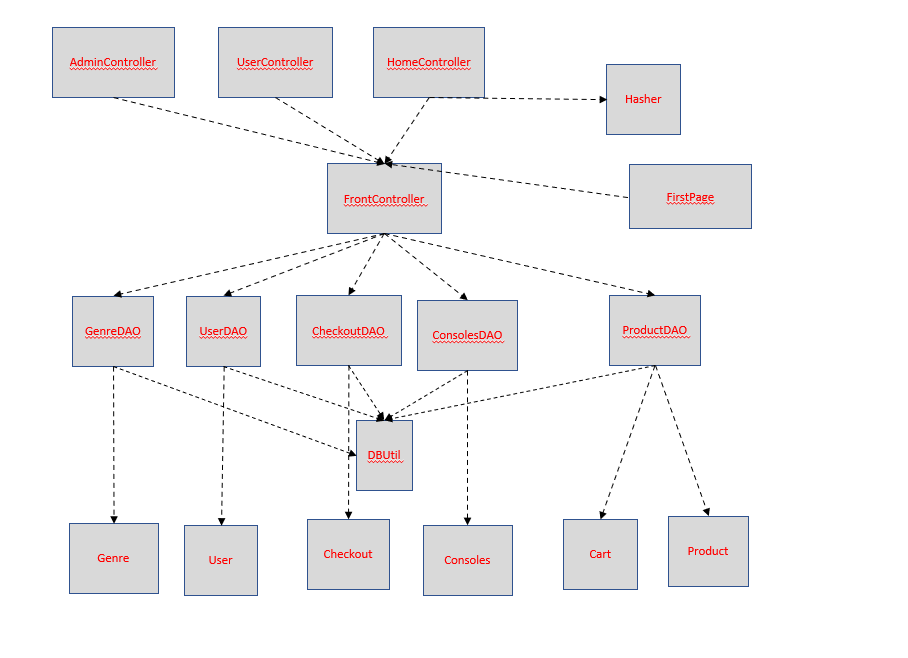 AdminController
UserController
HomeController
Hasher
FrontController
FirstPage
GenreDAO
UserDAO
CheckoutDAO
ConsolesDAO
ProductDAO
DBUtil
Genre
User
Checkout
Consoles
Cart
Product